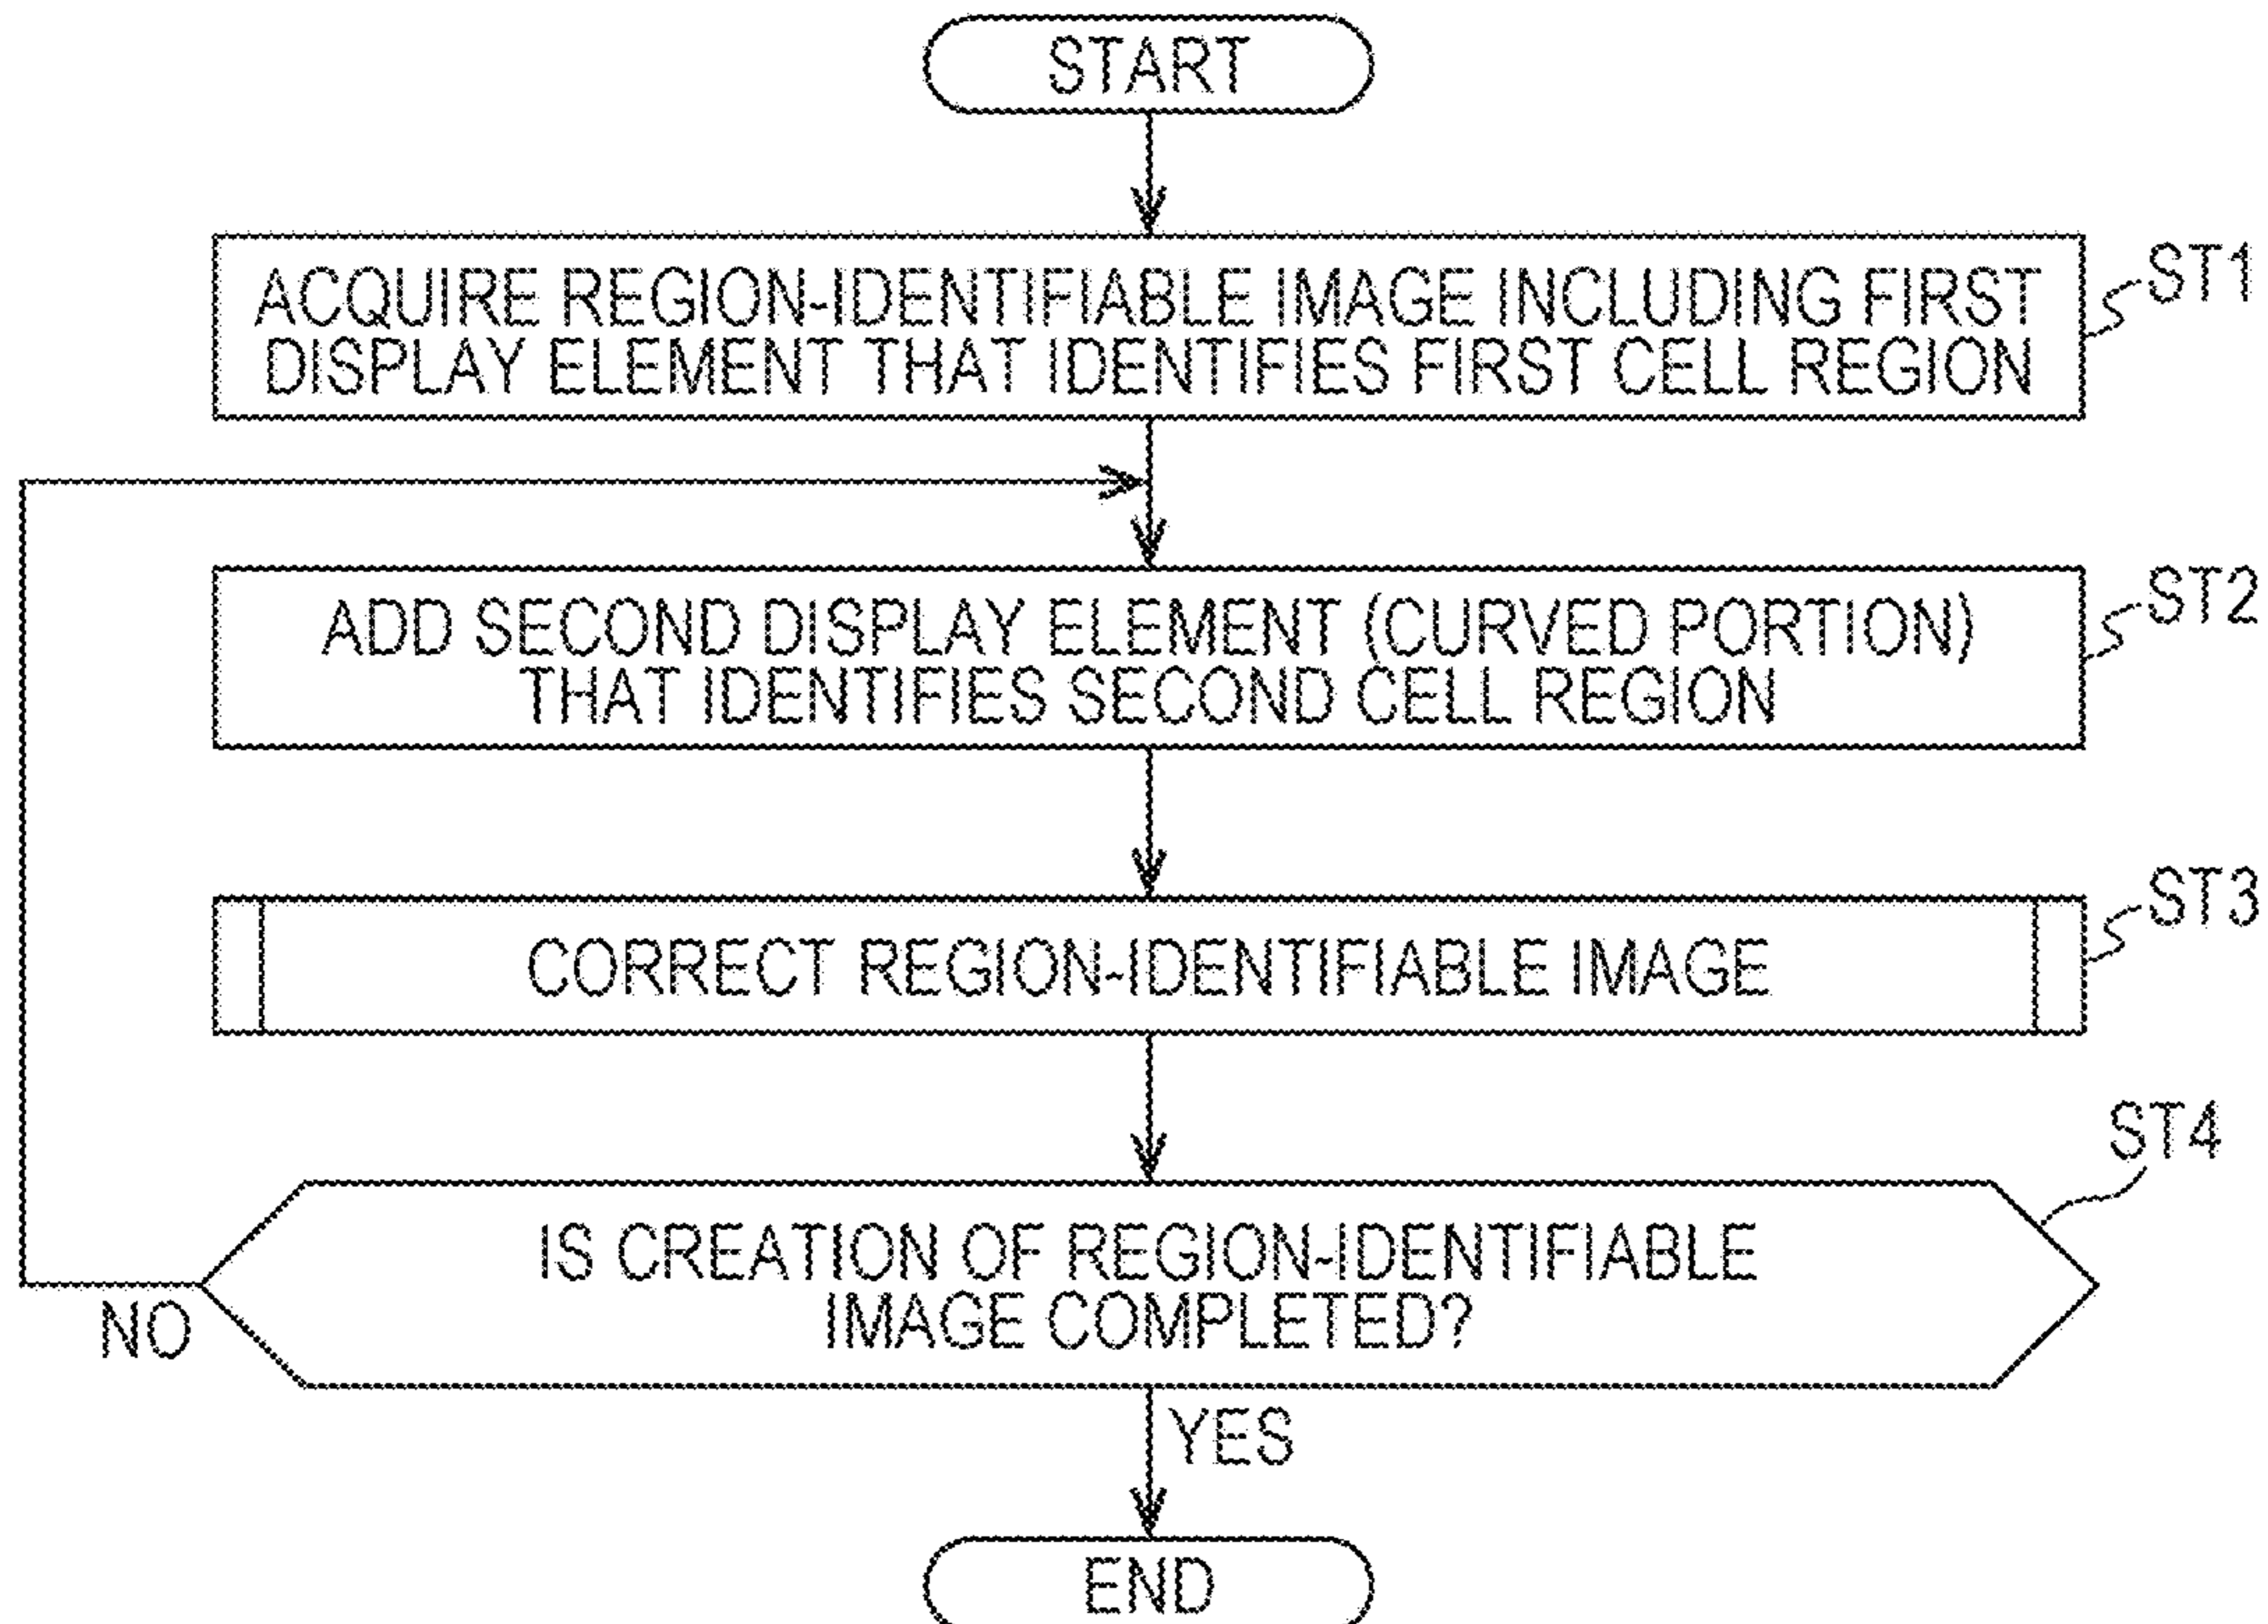 START
ACQUIRE REGION-IDENTIFIABLE IMAGE INCLUDING FIRST
DISPLAY ELEMENT THAT IDENTIFIES FIRST CELL REGION
ST1
ADD SECOND DISPLAY ELEMENT (CURVED PORTION)
THAT IDENTIFIES SECOND CELL REGION
ST2
CORRECT REGION-IDENTIFIABLE IMAGE
ST3
ST4
IS CREATION OF REGION-IDENTIFIABLE
IMAGE COMPLETED?
NO
YES
END